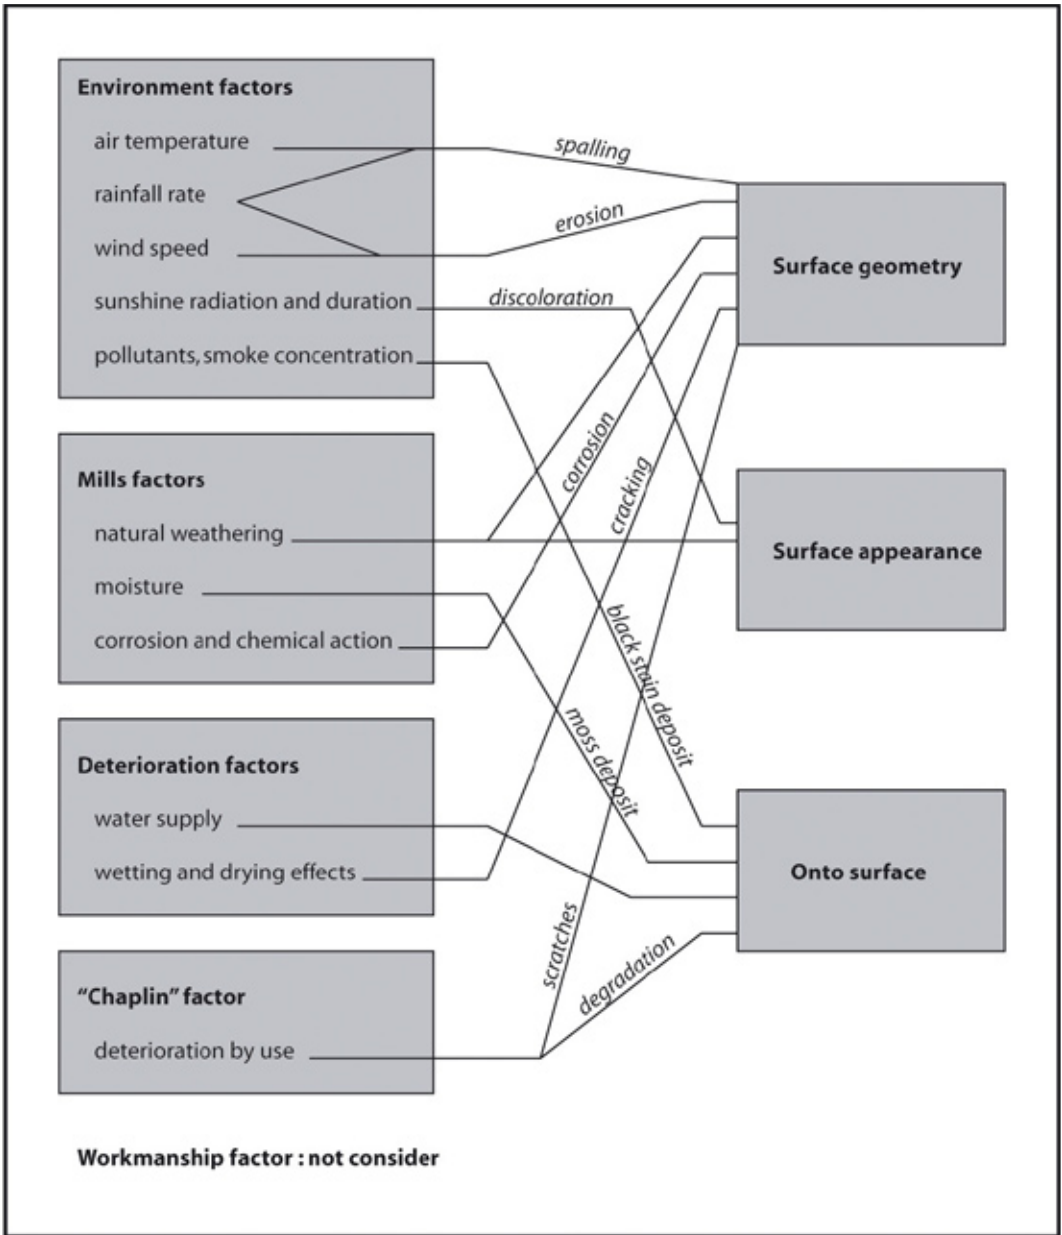 Environment factors
air temperature
rainfall rate
wind speed
sunshine radiation and duration
pollutants, smoke concentration
Mills factors
natural weathering
moisture
corrosion and chemical action
Deterioration factors
water supply
wetting and drying effects
“Chaplin” factor
deterioration by use
Workmanship factor : not consider
spalling
erosion
discoloration
corrosion
cracking
black stain deposit
moss deposit
scratches
degradation
Surface geometry
Surface appearance
Onto surface